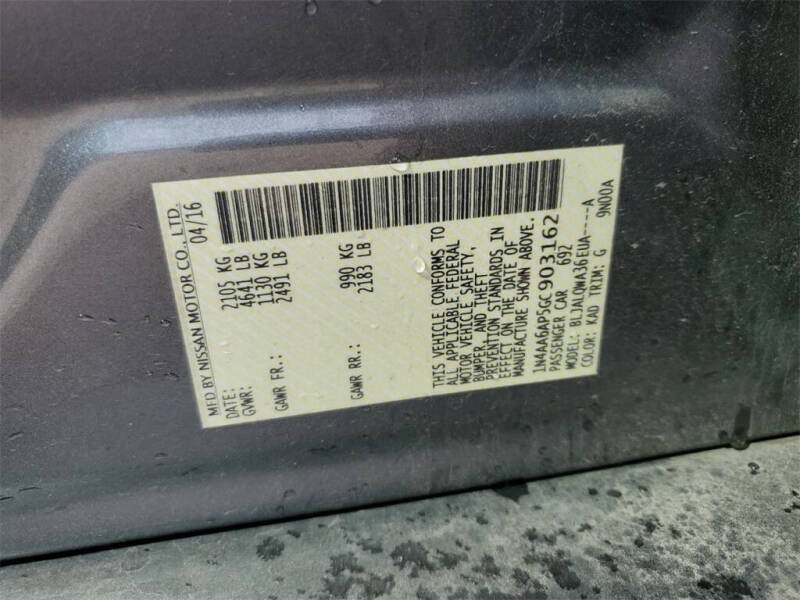 MFD BY NISSAN MOTOR CO., LTD.
DATE: 04/16
GVWR: 2105 KG
4641 LB
GAWR FR.: 1130 KG
2491 LB
GAWR RR.: 990 KG
2183 LB
THIS VEHICLE CONFORMS TO
ALL APPLICABLE FEDERAL
MOTOR VEHICLE SAFETY,
BUMPER, AND THEFT
PREVENTION STANDARDS IN
EFFECT ON THE DATE OF
MANUFACTURE SHOWN ABOVE.
1N4AA6AP5GC903162
PASSENGER CAR 692
MODEL: BLJALQWA36EUA----A
COLOR: KAD TRIM: G 9N00A